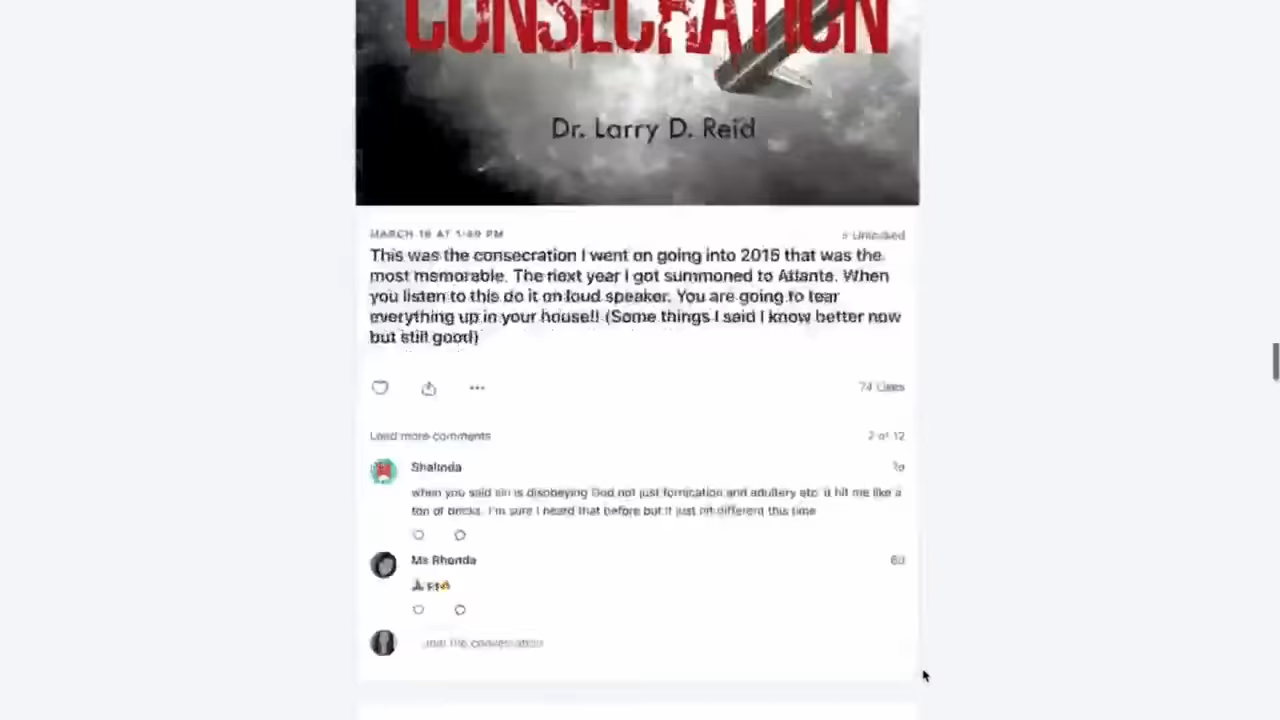 CONSECRATION
Dr. Larry D. Reid
MARCH 18 AT 1:49 PM
Unlocked
This was the consecration I went on going into 2015 that was the
most memorable. The next year I got summoned to Atlanta. When
you listen to this do it on loud speaker. You are going to tear
everything up in your house!! (Some things I said I know better now
but still good)
74 Likes
Load more comments
2 of 12
Shalinda
when you said sin is disobeying God not just fornication and adultery etc. it hit me like a
ton of bricks. I'm sure I heard that before but it just hit different this time
Ms Rhonda
6d
Join the conversation